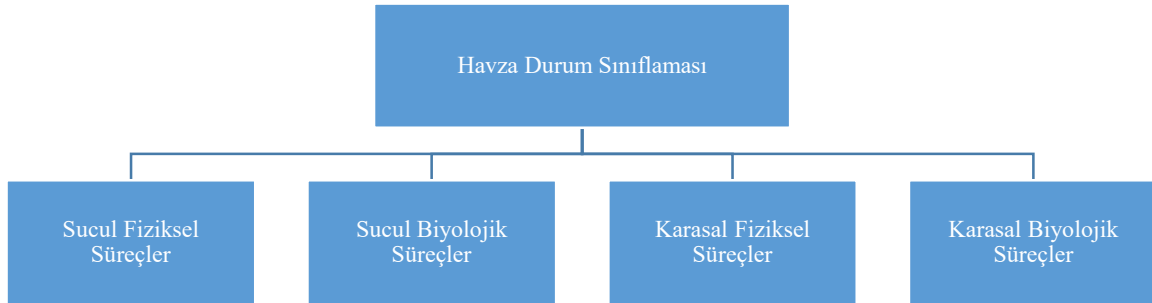 Havza Durum Sınıflaması
Sucul Fiziksel
Süreçler
Sucul Biyolojik
Süreçler
Karasal Fiziksel
Süreçler
Karasal Biyolojik
Süreçler